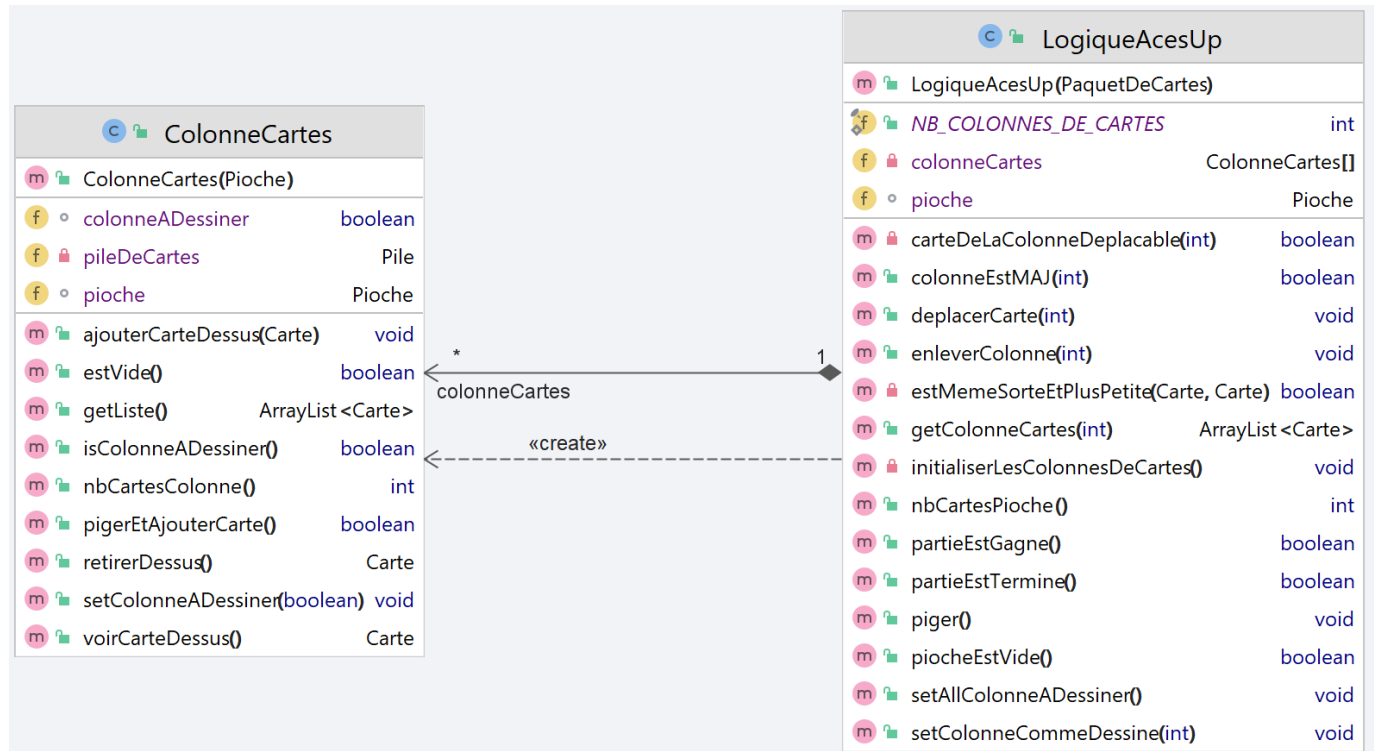 ColonneCartes
ColonneCartes(Pioche)
colonneADessiner boolean
pileDeCartes Pile
pioche Pioche
ajouterCarteDessus(Carte) void
estVide() boolean
getListe() ArrayList<Carte>
isColonneADessiner() boolean
nbCartesColonne() int
pigerEtAjouterCarte() boolean
retirerDessus() Carte
setColonneADessiner(boolean) void
voirCarteDessus() Carte
* 1
colonneCartes
«create»
LogiqueAcesUp
LogiqueAcesUp(PaquetDeCartes)
NB_COLONNES_DE_CARTES int
colonneCartes ColonneCartes[]
pioche Pioche
carteDeLaColonneDeplacable(int) boolean
colonneEstMAJ(int) boolean
deplacerCarte(int) void
enleverColonne(int) void
estMemeSorteEtPlusPetite(Carte, Carte) boolean
getColonneCartes(int) ArrayList<Carte>
initialiserLesColonnesDeCartes() void
nbCartesPioche() int
partieEstGagne() boolean
partieEstTermine() boolean
piger() void
piocheEstVide() boolean
setAllColonneADessiner() void
setColonneCommeDessine(int) void